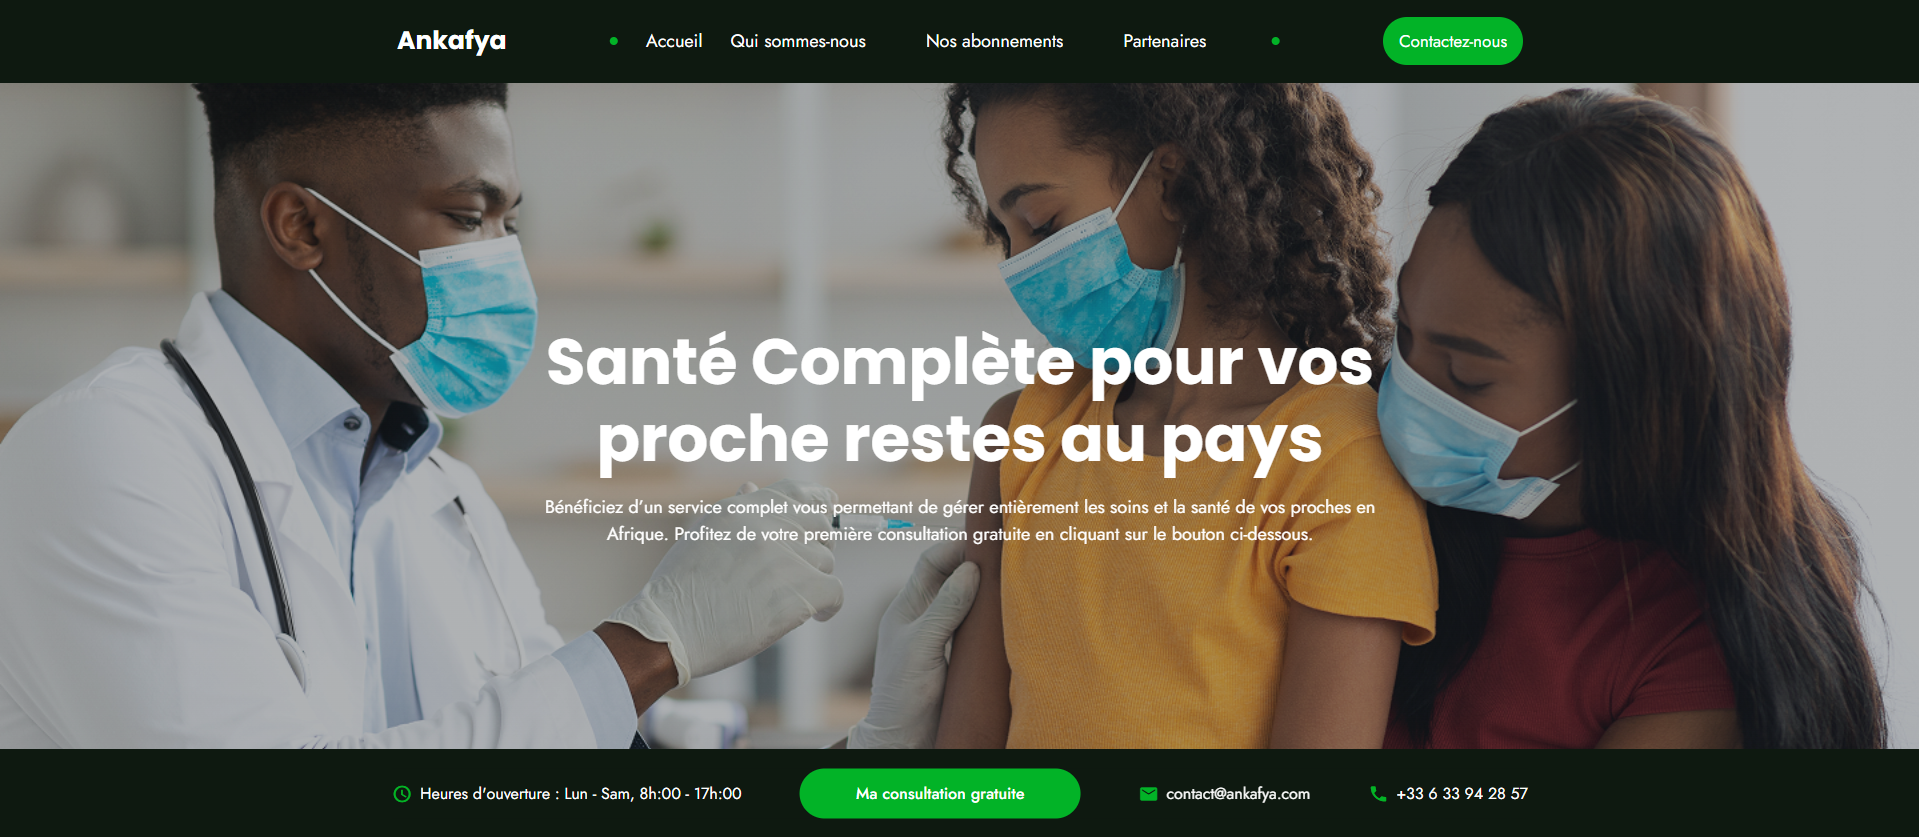 Ankafya
Accueil
Qui sommes-nous
Nos abonnements
Partenaires
Contactez-nous
Santé Complète pour vos
proche restes au pays
Bénéficiez d’un service complet vous permettant de gérer entièrement les soins et la santé de vos proches en
Afrique. Profitez de votre première consultation gratuite en cliquant sur le bouton ci-dessous.
Heures d'ouverture : Lun - Sam, 8h:00 - 17h:00
Ma consultation gratuite
contact@ankafya.com
+33 6 33 94 28 57